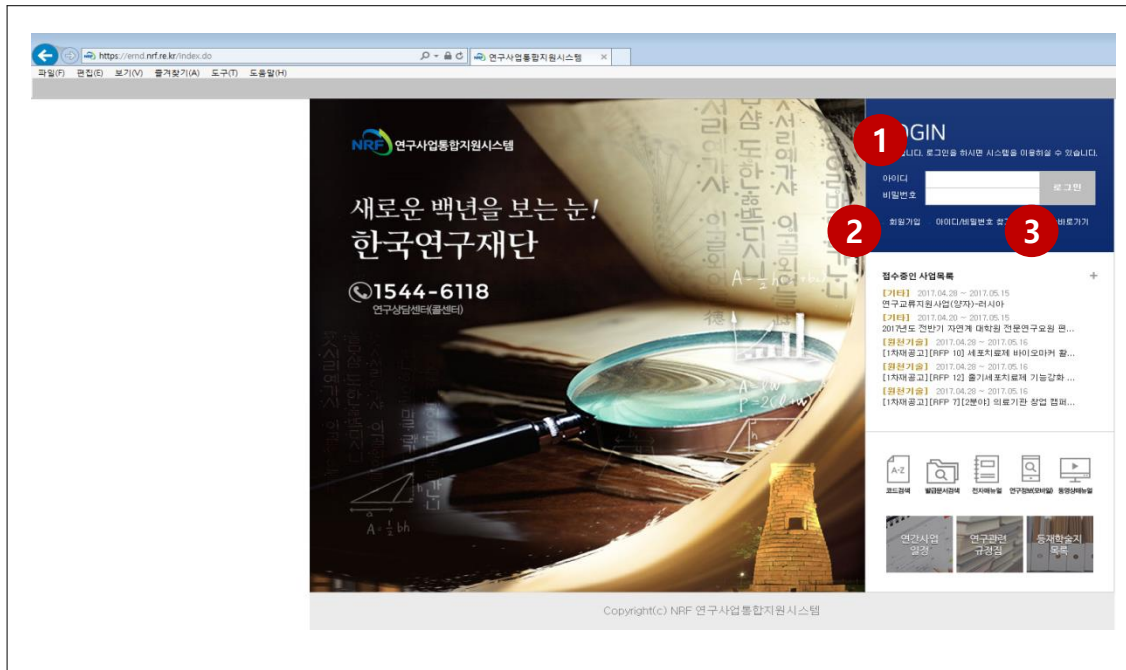 https://ernd.nrf.re.kr/index.do
연구사업통합지원시스템
파일(F) 편집(E) 보기(V) 즐겨찾기(A) 도구(T) 도움말(H)
NRF 연구사업통합지원시스템
새로운 백년을 보는 눈!
한국연구재단
1544-6118
연구상담센터(콜센터)
A = 1/2 bh
1
GIN
니다. 로그인을 하시면 시스템을 이용하실 수 있습니다.
아이디
비밀번호
로그인
2
회원가입 아이디/비밀번호 찾
3
바로가기
접수중인 사업목록 +
[기타] 2017.04.28 ~ 2017.05.15
연구교류지원사업(양자)-러시아
[기타] 2017.04.20 ~ 2017.05.15
2017년도 전반기 자연계 대학원 전문연구요원 편...
[원천기술] 2017.04.28 ~ 2017.05.16
[1차재공고][RFP 10] 세포치료제 바이오마커 활...
[원천기술] 2017.04.28 ~ 2017.05.16
[1차재공고][RFP 12] 줄기세포치료제 기능강화 ...
[원천기술] 2017.04.28 ~ 2017.05.16
[1차재공고][RFP 7][2분야] 의료기관 창업 캠퍼...
A-Z
코드검색 발급문서검색 전자매뉴얼 연구정보(모바일) 동영상매뉴얼
연간사업 일정
연구관련 규정집
등재학술지 목록
Copyright(c) NRF 연구사업통합지원시스템